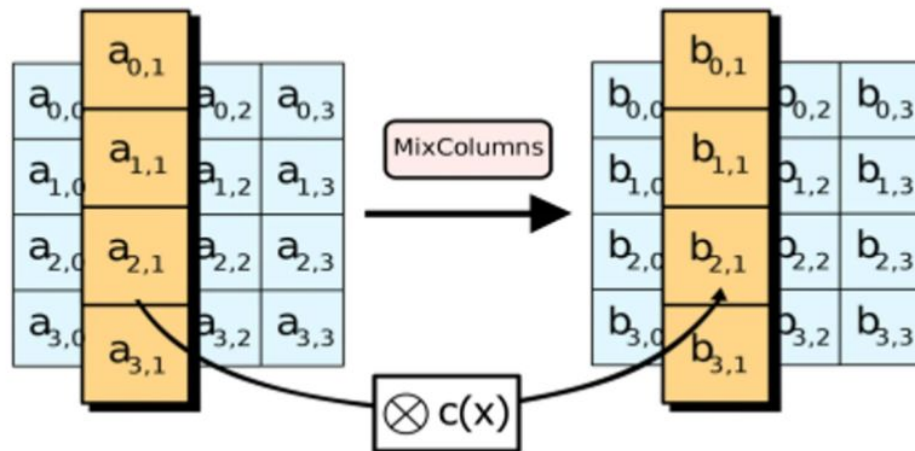 a0,1
b0,1
a0,0 a0,2 a0,3
b0,0 b0,2 b0,3
MixColumns
a1,1
b1,1
a1,0 a1,2 a1,3
b1,0 b1,2 b1,3
a2,1
b2,1
a2,0 a2,2 a2,3
b2,0 b2,2 b2,3
a3,0 a3,2 a3,3
b3,0 b3,2 b3,3
a3,1
b3,1
⊗ c(x)